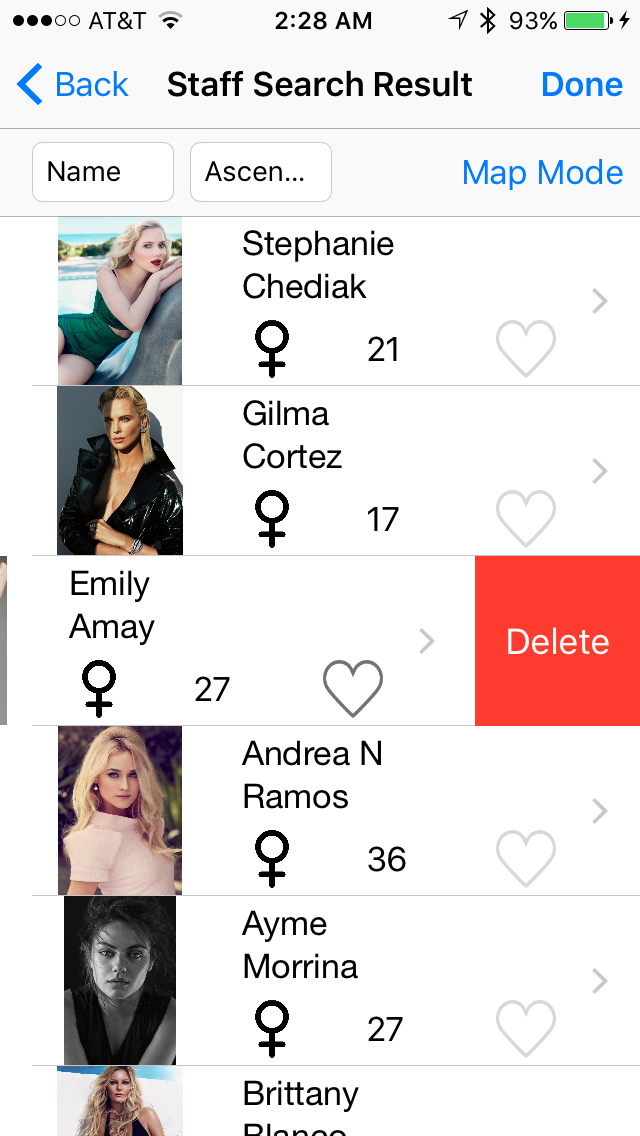 AT&T 2:28 AM 93%
Back Staff Search Result Done
Name Ascen... Map Mode
Stephanie
Chediak
21
Gilma
Cortez
17
Emily
Amay
27
Delete
Andrea N
Ramos
36
Ayme
Morrina
27
Brittany
Blanco